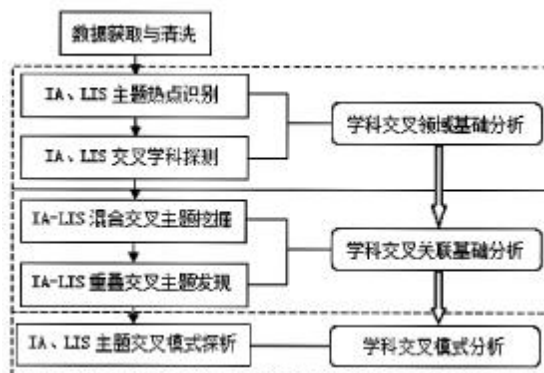 数据获取与清洗
IA、LIS 主题热点识别
IA、LIS 交叉学科探测
学科交叉领域基础分析
IA-LIS 混合交叉主题挖掘
IA-LIS 重叠交叉主题发现
学科交叉关联基础分析
IA、LIS 主题交叉模式探析
学科交叉模式分析